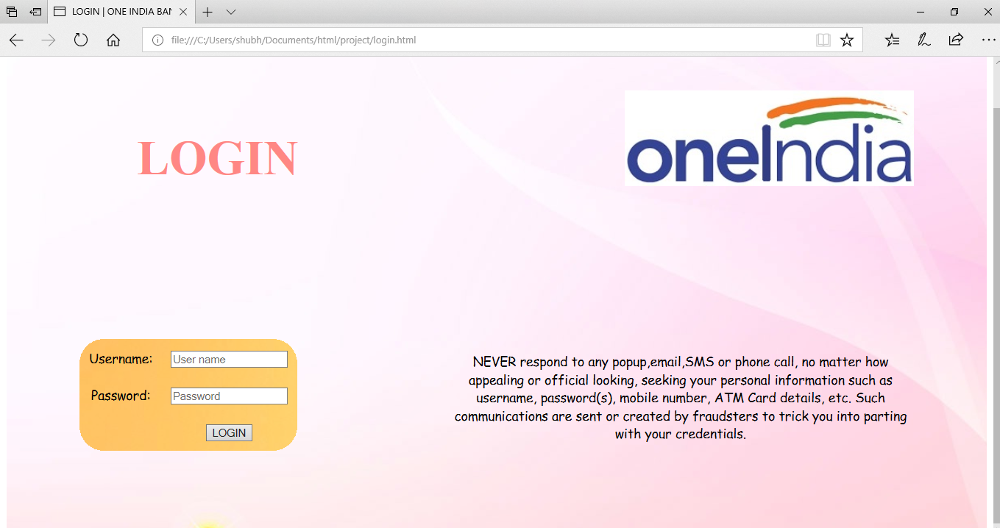 LOGIN | ONE INDIA BAN
file:///C:/Users/shubh/Documents/html/project/login.html
oneIndia
LOGIN
Username: User name
Password: Password
LOGIN
NEVER respond to any popup,email,SMS or phone call, no matter how
appealing or official looking, seeking your personal information such as
username, password(s), mobile number, ATM Card details, etc. Such
communications are sent or created by fraudsters to trick you into parting
with your credentials.